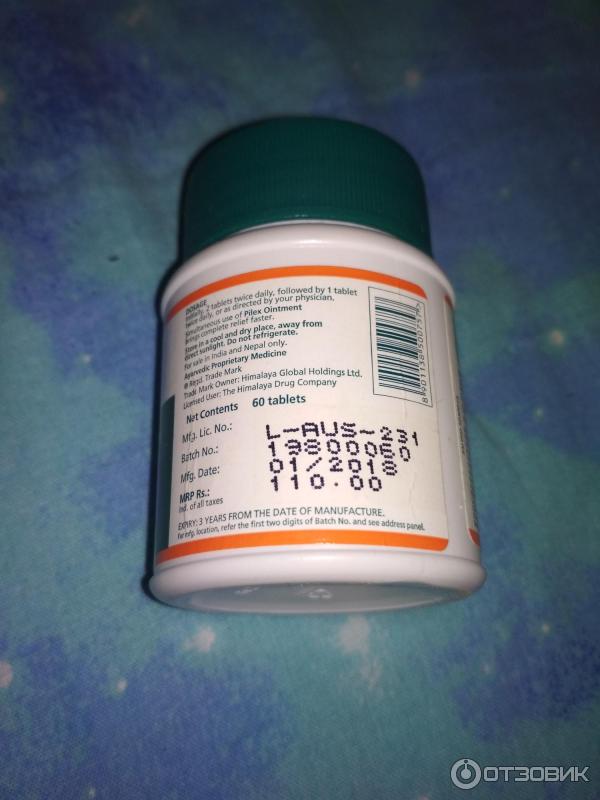 DOSAGE
Initially, 2 tablets twice daily, followed by 1 tablet
twice daily, or as directed by your physician.
Simultaneous use of Pilex Ointment
brings complete relief faster.
Store in a cool and dry place, away from
direct sunlight. Do not refrigerate.
For sale in India and Nepal only.
Ayurvedic Proprietary Medicine
® Regd. Trade Mark
Trade Mark Owner: Himalaya Global Holdings Ltd.
Licensed User: The Himalaya Drug Company
Net Contents 60 tablets
Mfg. Lic. No.: L-AUS-231
Batch No.: 19800060
Mfg. Date: 01/2018
MRP Rs.: 110.00
Incl. of all taxes
EXPIRY: 3 YEARS FROM THE DATE OF MANUFACTURE.
For mfg. location, refer the first two digits of Batch No. and see address panel.
ОТЗОВИК